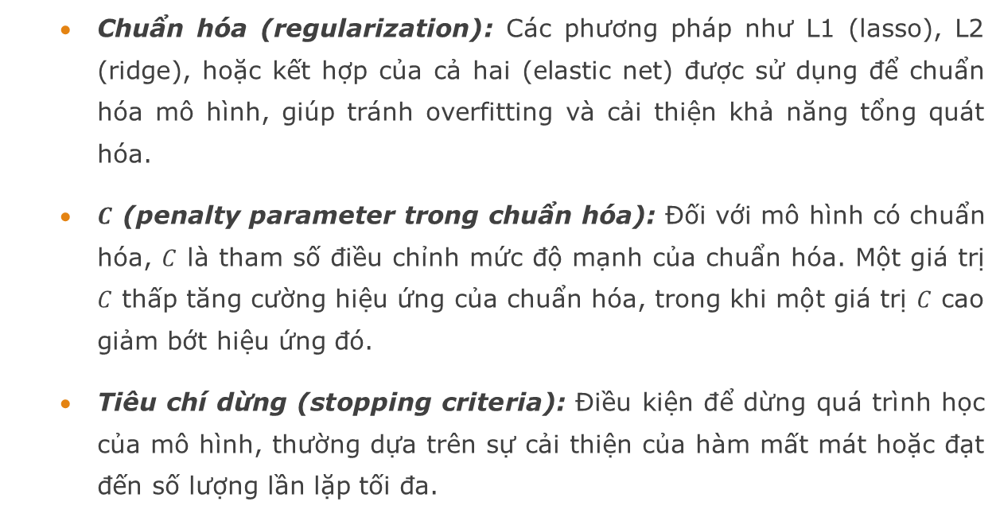 • Chuẩn hóa (regularization): Các phương pháp như L1 (lasso), L2
(ridge), hoặc kết hợp của cả hai (elastic net) được sử dụng để chuẩn
hóa mô hình, giúp tránh overfitting và cải thiện khả năng tổng quát
hóa.
• C (penalty parameter trong chuẩn hóa): Đối với mô hình có chuẩn
hóa, C là tham số điều chỉnh mức độ mạnh của chuẩn hóa. Một giá trị
C thấp tăng cường hiệu ứng của chuẩn hóa, trong khi một giá trị C cao
giảm bớt hiệu ứng đó.
• Tiêu chí dừng (stopping criteria): Điều kiện để dừng quá trình học
của mô hình, thường dựa trên sự cải thiện của hàm mất mát hoặc đạt
đến số lượng lần lặp tối đa.